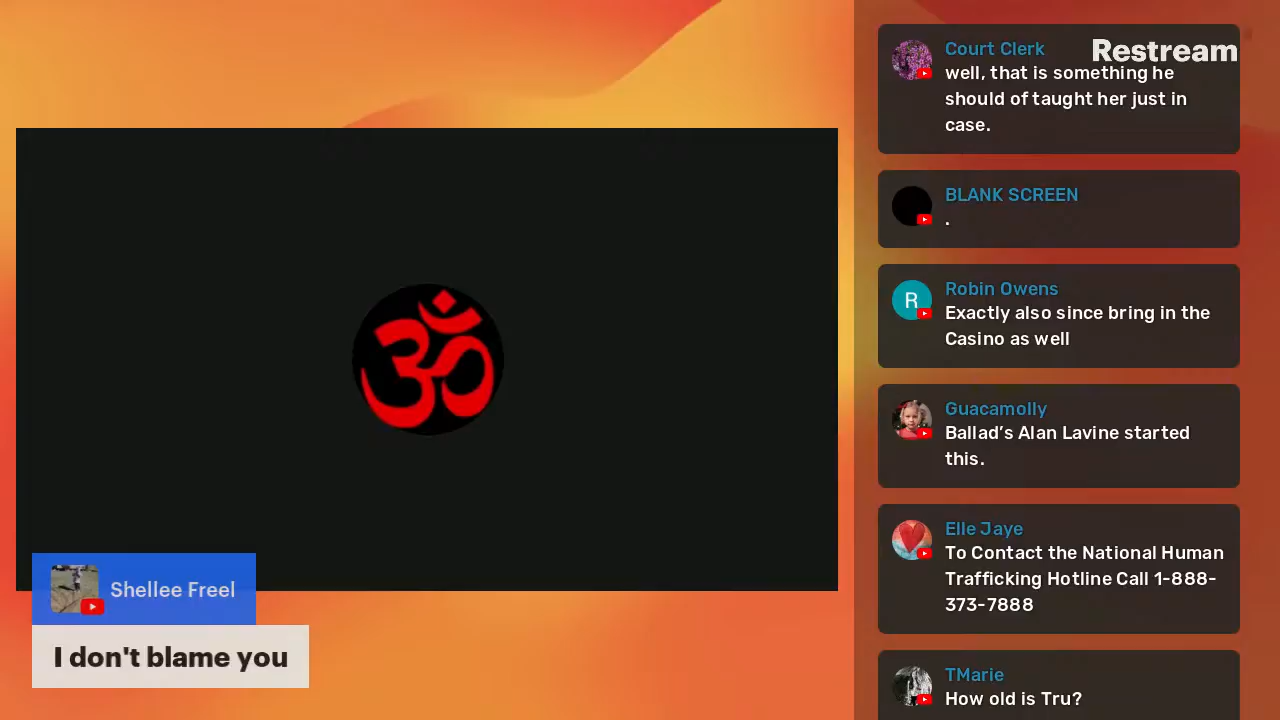 Restream
Court Clerk
well, that is something he
should of taught her just in
case.
BLANK SCREEN
.
R
Robin Owens
Exactly also since bring in the
Casino as well
Guacamolly
Ballad’s Alan Lavine started
this.
Elle Jaye
To Contact the National Human
Trafficking Hotline Call 1-888-
373-7888
TMarie
How old is Tru?
ॐ
Shellee Freel
I don't blame you